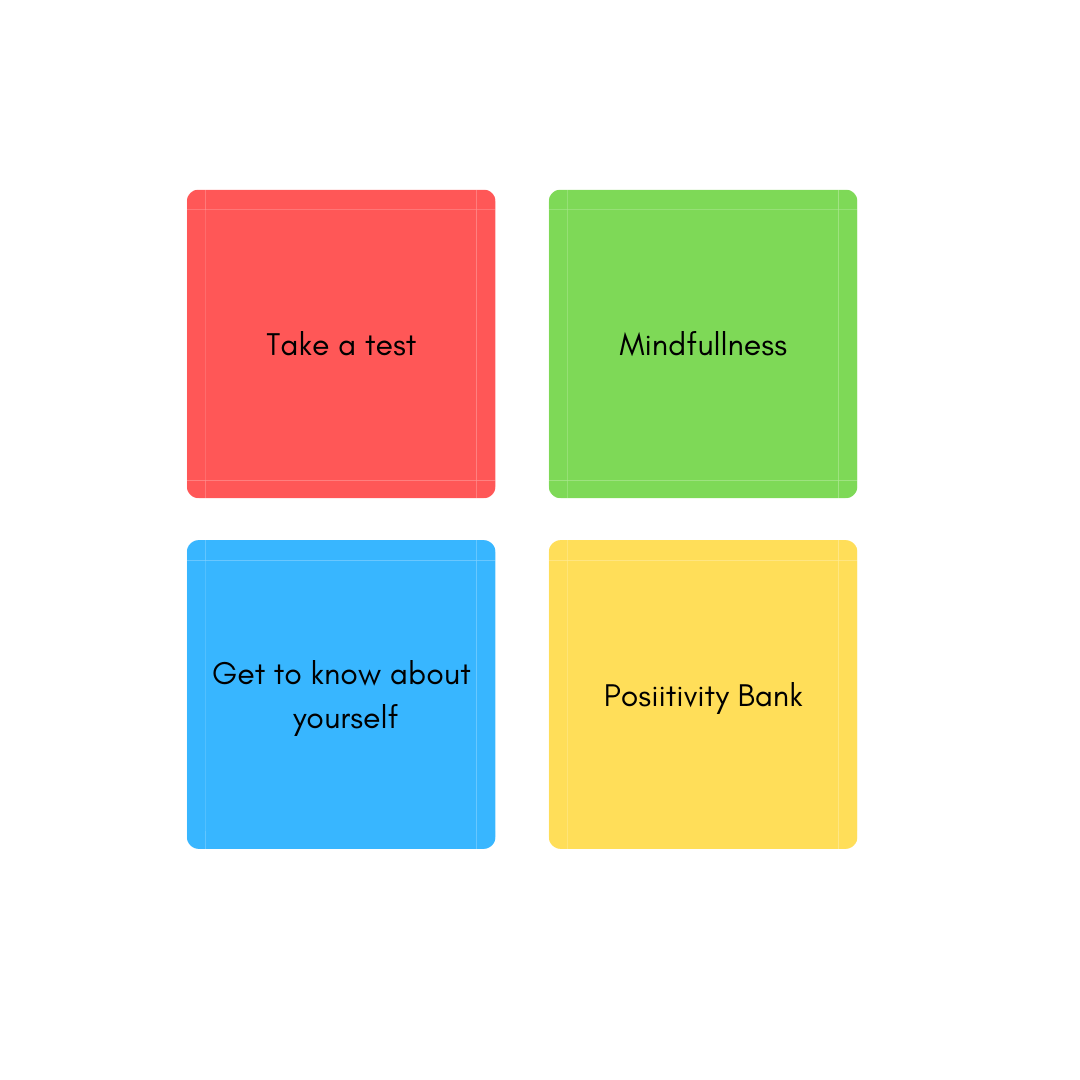 Take a test
Mindfullness
Get to know about
yourself
Posiitivity Bank